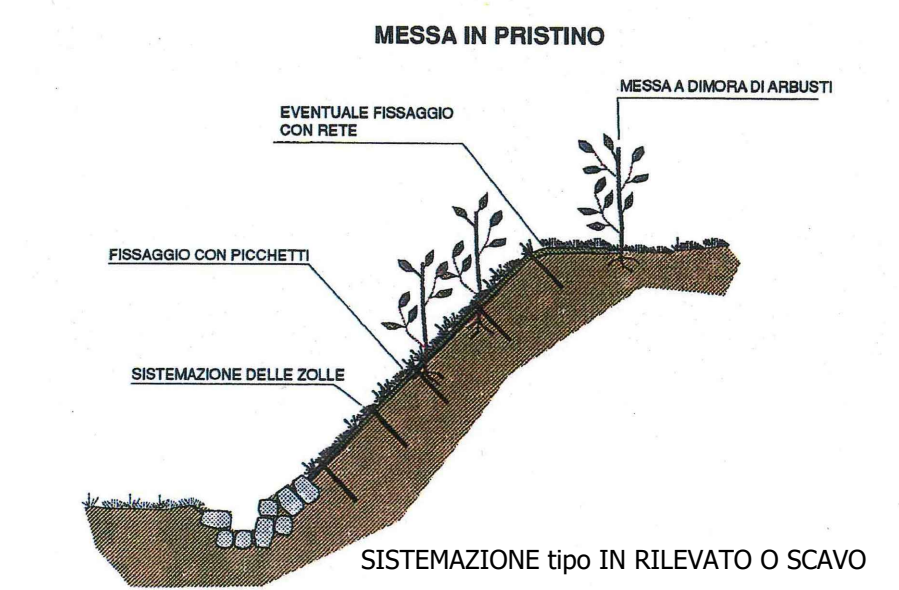 MESSA IN PRISTINO
MESSA A DIMORA DI ARBUSTI
EVENTUALE FISSAGGIO
CON RETE
FISSAGGIO CON PICCHETTI
SISTEMAZIONE DELLE ZOLLE
SISTEMAZIONE tipo IN RILEVATO O SCAVO